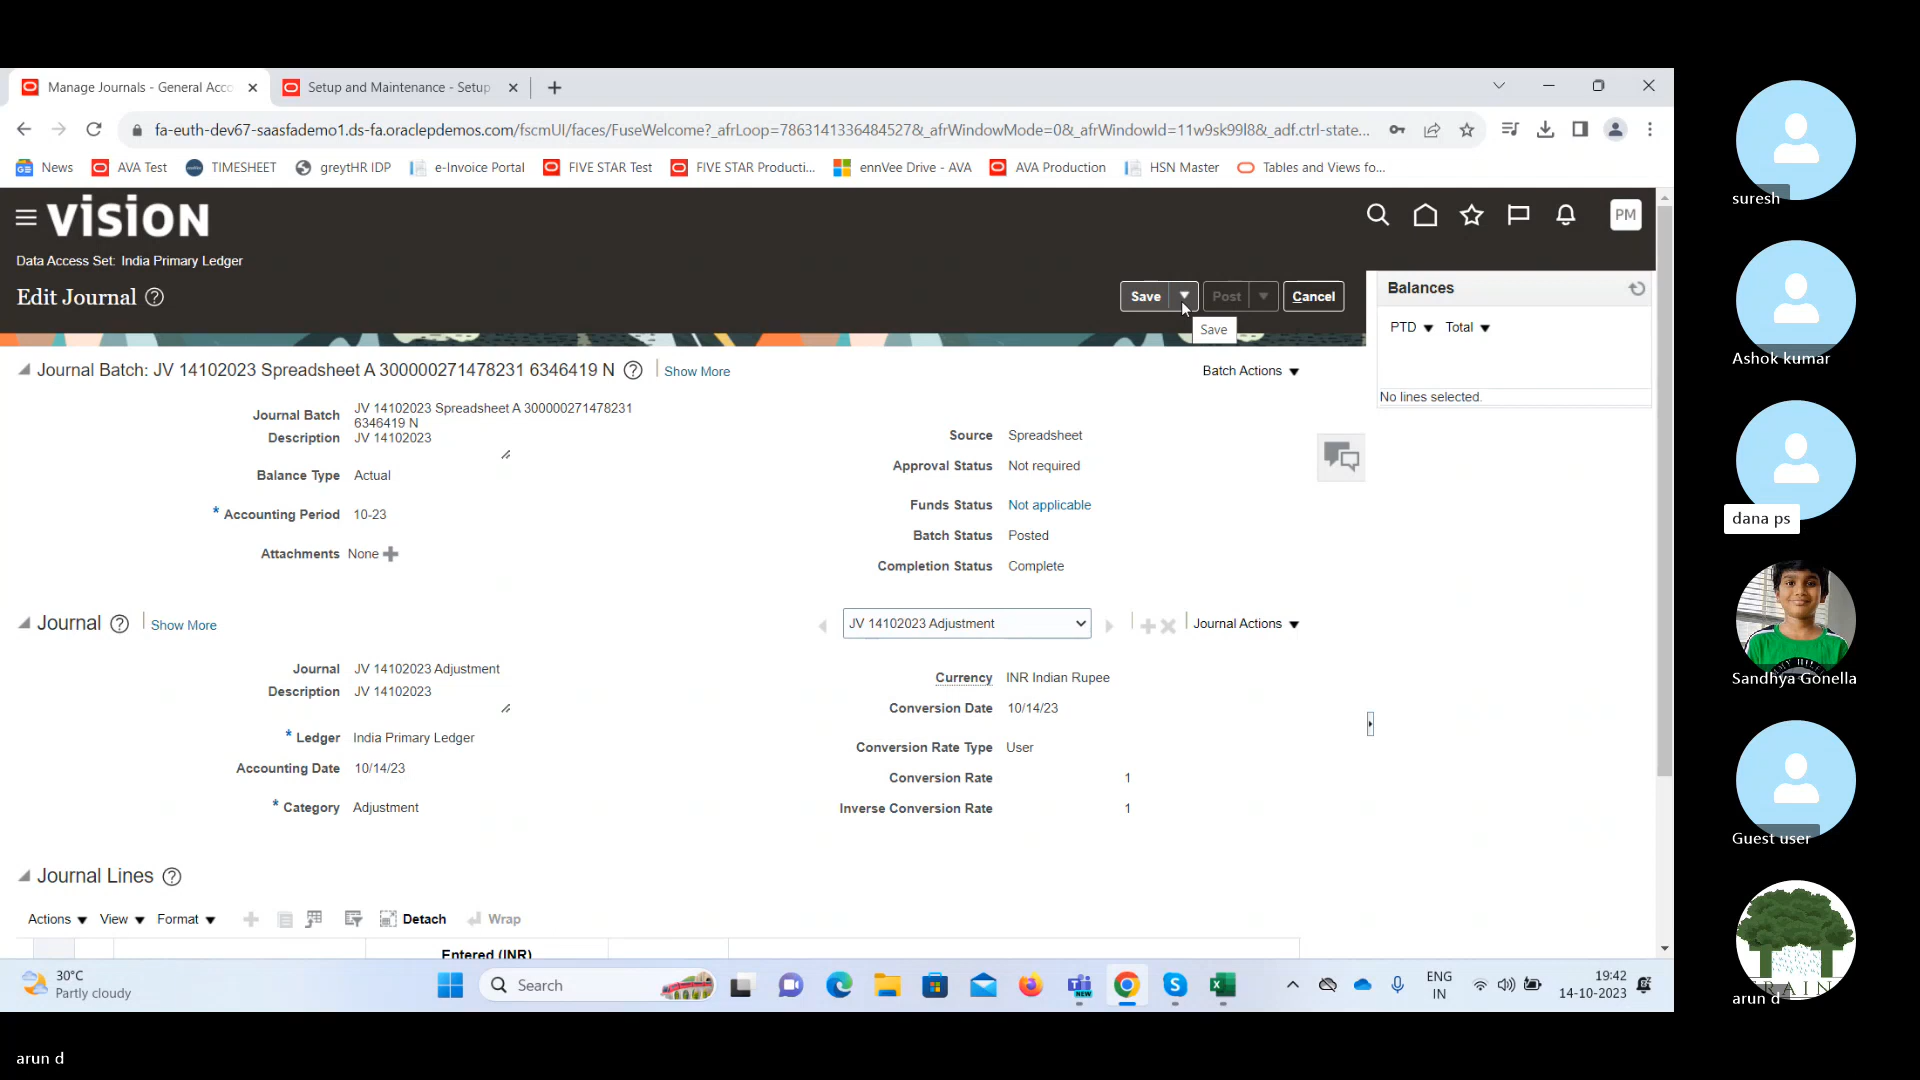 Manage Journals - General Acco
Setup and Maintenance - Setup
fa-euth-dev67-saasfademo1.ds-fa.oraclepdemos.com/fscmUI/faces/FuseWelcome?_afrLoop=7863141336484527&_afrWindowMode=0&_afrWindowId=11w9sk99l8&_adf.ctrl-state...
News AVA Test TIMESHEET greytHR IDP e-Invoice Portal FIVE STAR Test FIVE STAR Producti... ennVee Drive - AVA AVA Production HSN Master Tables and Views fo...
VISION
PM
Data Access Set: India Primary Ledger
Edit Journal
Save Post Cancel
Save
Balances
PTD Total
No lines selected.
Journal Batch: JV 14102023 Spreadsheet A 300000271478231 6346419 N Show More
Batch Actions
Journal Batch JV 14102023 Spreadsheet A 300000271478231
6346419 N
Description JV 14102023
Balance Type Actual
* Accounting Period 10-23
Attachments None
Source Spreadsheet
Approval Status Not required
Funds Status Not applicable
Batch Status Posted
Completion Status Complete
Journal Show More
JV 14102023 Adjustment
Journal Actions
Journal JV 14102023 Adjustment
Description JV 14102023
* Ledger India Primary Ledger
Accounting Date 10/14/23
* Category Adjustment
Currency INR Indian Rupee
Conversion Date 10/14/23
Conversion Rate Type User
Conversion Rate 1
Inverse Conversion Rate 1
Journal Lines
Actions View Format Detach Wrap
Entered (INR)
30°C
Partly cloudy
Search
ENG
IN
19:42
14-10-2023
suresh
Ashok kumar
dana ps
Sandhya Gonella
Guest user
arun d
arun d